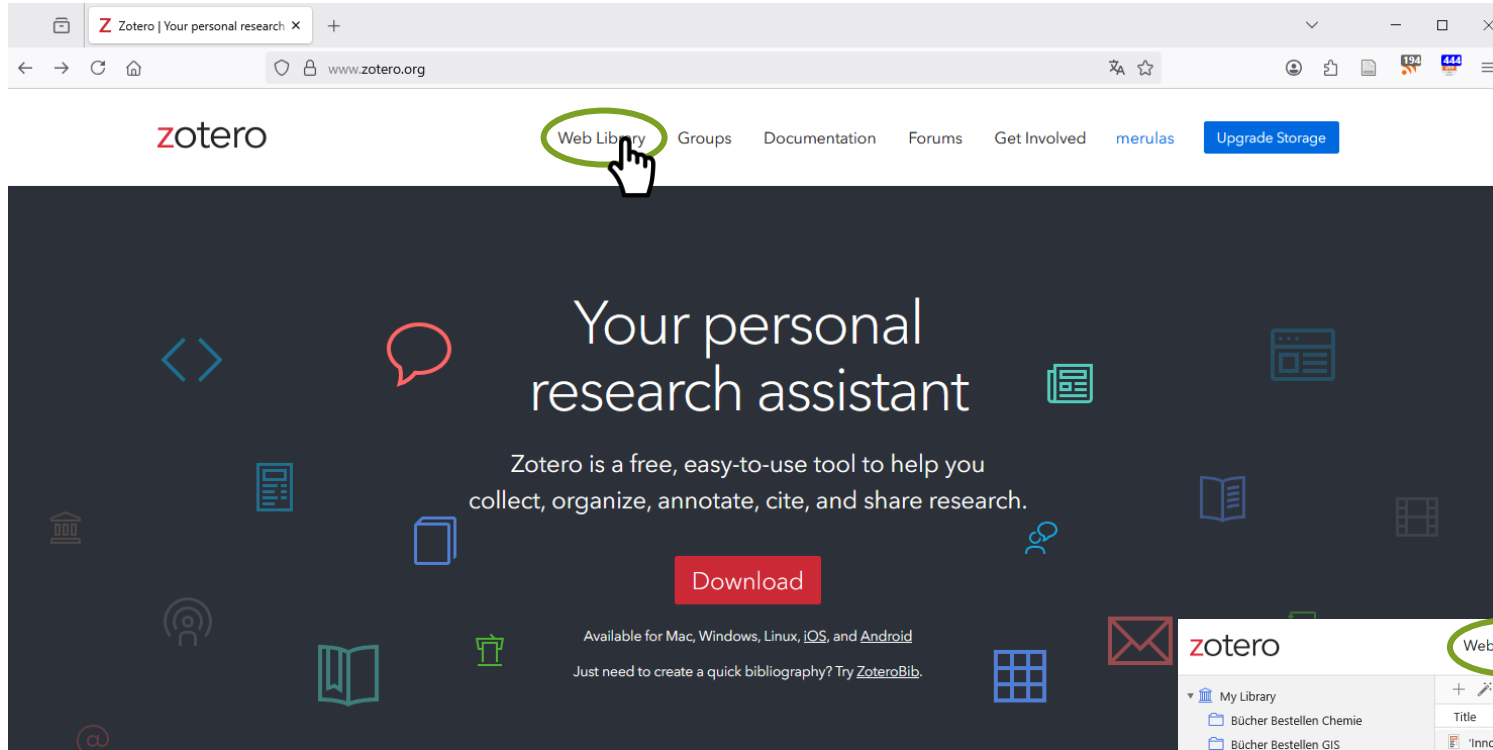 Zotero | Your personal research
www.zotero.org
194
444
zotero
Web Library Groups Documentation Forums Get Involved merulas Upgrade Storage
Your personal
research assistant
Zotero is a free, easy-to-use tool to help you
collect, organize, annotate, cite, and share research.
Download
Available for Mac, Windows, Linux, iOS, and Android
Just need to create a quick bibliography? Try ZoteroBib.
zotero
Web
My Library
Bücher Bestellen Chemie
Bücher Bestellen GIS
Title